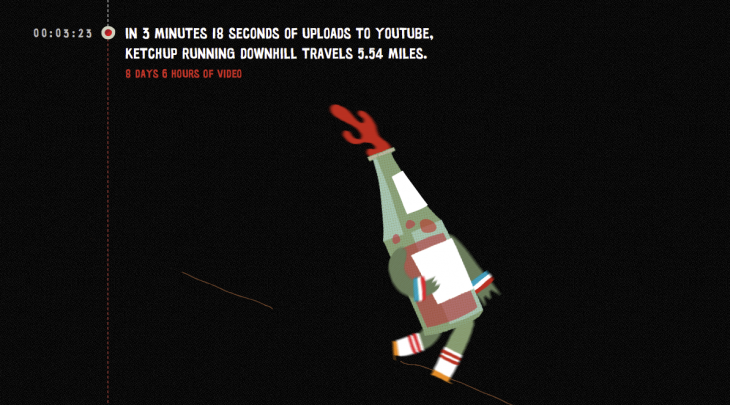 00:03:23
IN 3 MINUTES 18 SECONDS OF UPLOADS TO YOUTUBE,
KETCHUP RUNNING DOWNHILL TRAVELS 5.54 MILES.
8 DAYS 6 HOURS OF VIDEO